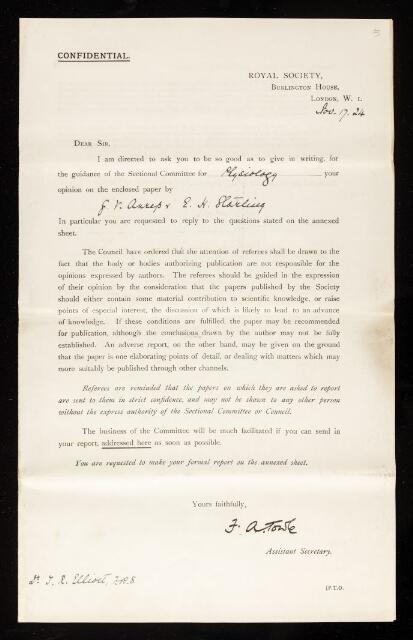 CONFIDENTIAL.
ROYAL SOCIETY,
BURLINGTON HOUSE,
LONDON, W. 1.
Nov. 17. 24
DEAR SIR,
I am directed to ask you to be so good as to give in writing, for
the guidance of the Sectional Committee for Physiology your
opinion on the enclosed paper by
G. V. Anrep & E. H. Starling
In particular you are requested to reply to the questions stated on the annexed
sheet.
The Council have ordered that the attention of referees shall be drawn to the
fact that the body or bodies authorizing publication are not responsible for the
opinions expressed by authors. The referees should be guided in the expression
of their opinion by the consideration that the papers published by the Society
should either contain some material contribution to scientific knowledge, or raise
points of especial interest, the discussion of which is likely to lead to an advance
of knowledge. If these conditions are fulfilled, the paper may be recommended
for publication, although the conclusions drawn by the author may not be fully
established. An adverse report, on the other hand, may be given on the ground
that the paper is one elaborating points of detail, or dealing with matters which may
more suitably be published through other channels.
Referees are reminded that the papers on which they are asked to report
are sent to them in strict confidence, and may not be shown to any other person
without the express authority of the Sectional Committee or Council.
The business of the Committee will be much facilitated if you can send in
your report, addressed here as soon as possible.
You are requested to make your formal report on the annexed sheet.
Yours faithfully,
F. A. Towle
Assistant Secretary.
Dr. T. R. Elliott, F.R.S
[P.T.O.